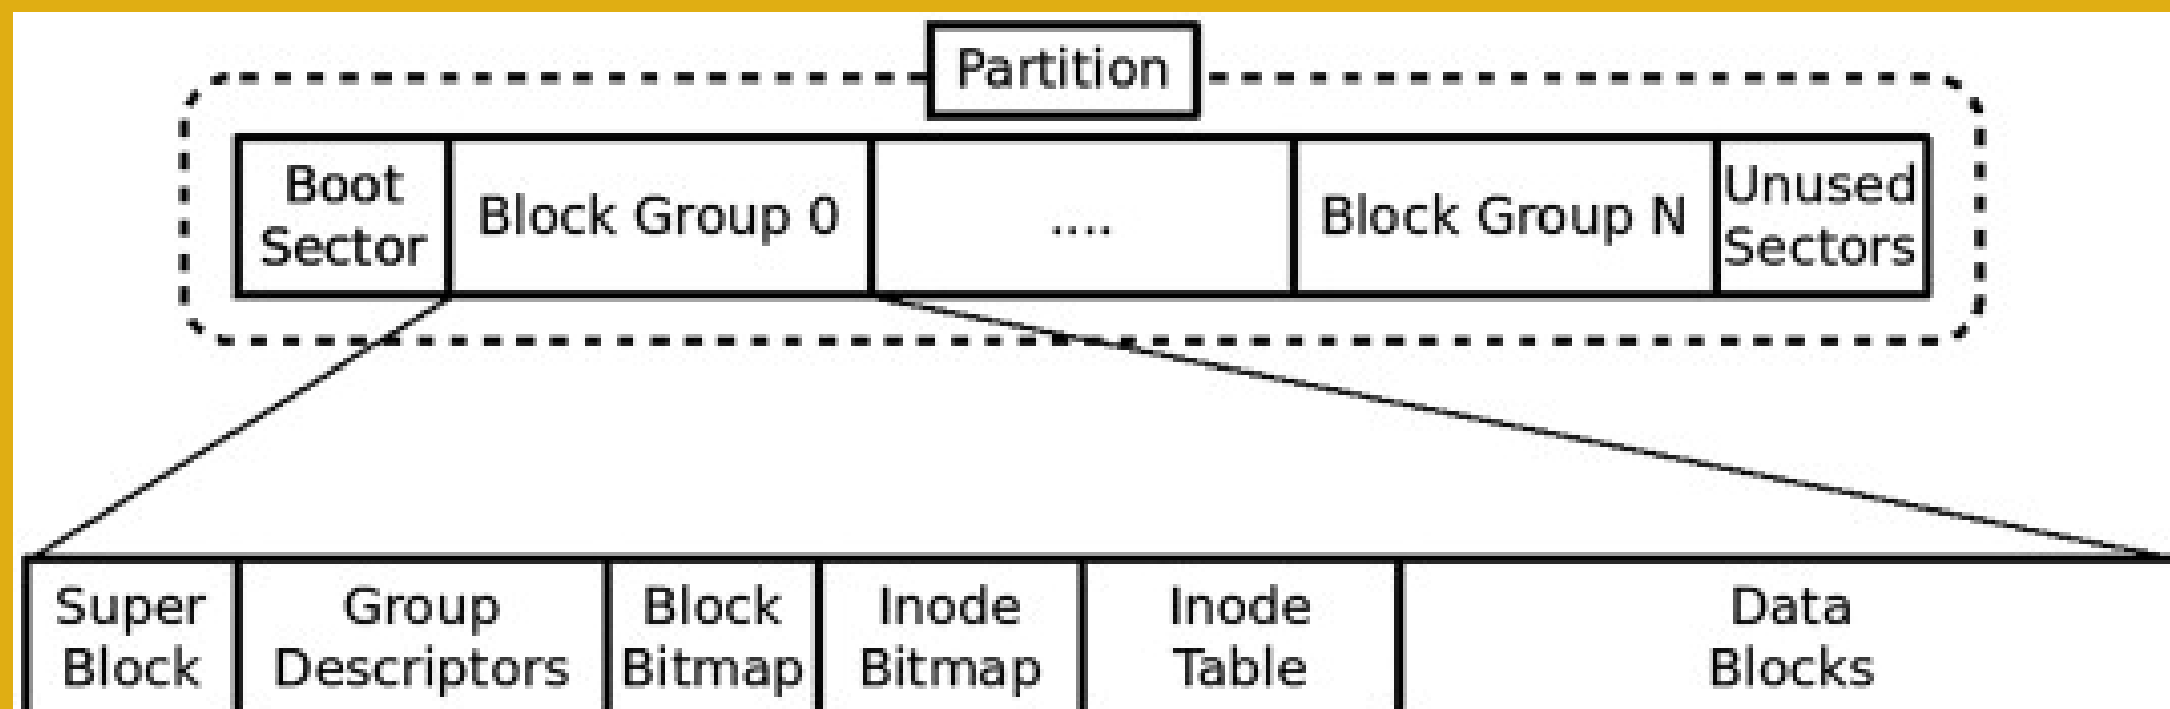 Partition
Boot
Sector
Block Group 0
....
Block Group N
Unused
Sectors
Super
Block
Group
Descriptors
Block
Bitmap
Inode
Bitmap
Inode
Table
Data
Blocks